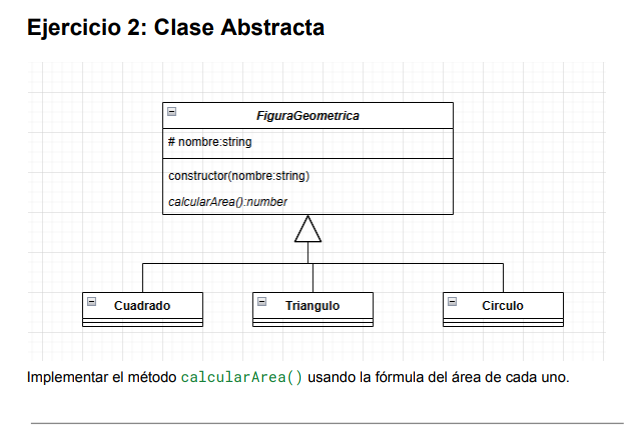 Ejercicio 2: Clase Abstracta
FiguraGeometrica
# nombre:string
constructor(nombre:string)
calcularArea():number
Cuadrado
Triangulo
Circulo
Implementar el método calcularArea() usando la fórmula del área de cada uno.